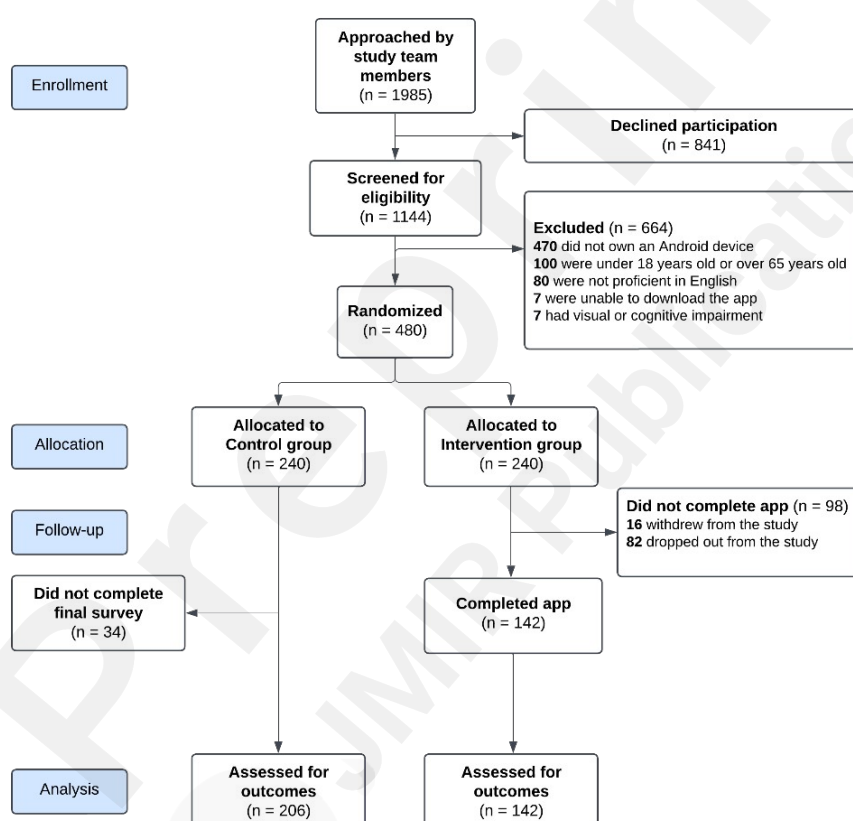 Enrollment
Approached by
study team
members
(n = 1985)
Declined participation
(n = 841)
Screened for
eligibility
(n = 1144)
Excluded (n = 664)
470 did not own an Android device
100 were under 18 years old or over 65 years old
80 were not proficient in English
7 were unable to download the app
7 had visual or cognitive impairment
Randomized
(n = 480)
Allocation
Allocated to
Control group
(n = 240)
Allocated to
Intervention group
(n = 240)
Follow-up
Did not complete app (n = 98)
16 withdrew from the study
82 dropped out from the study
Did not complete
final survey
(n = 34)
Completed app
(n = 142)
Analysis
Assessed for
outcomes
(n = 206)
Assessed for
outcomes
(n = 142)
Preprin
JMIR Publicatio